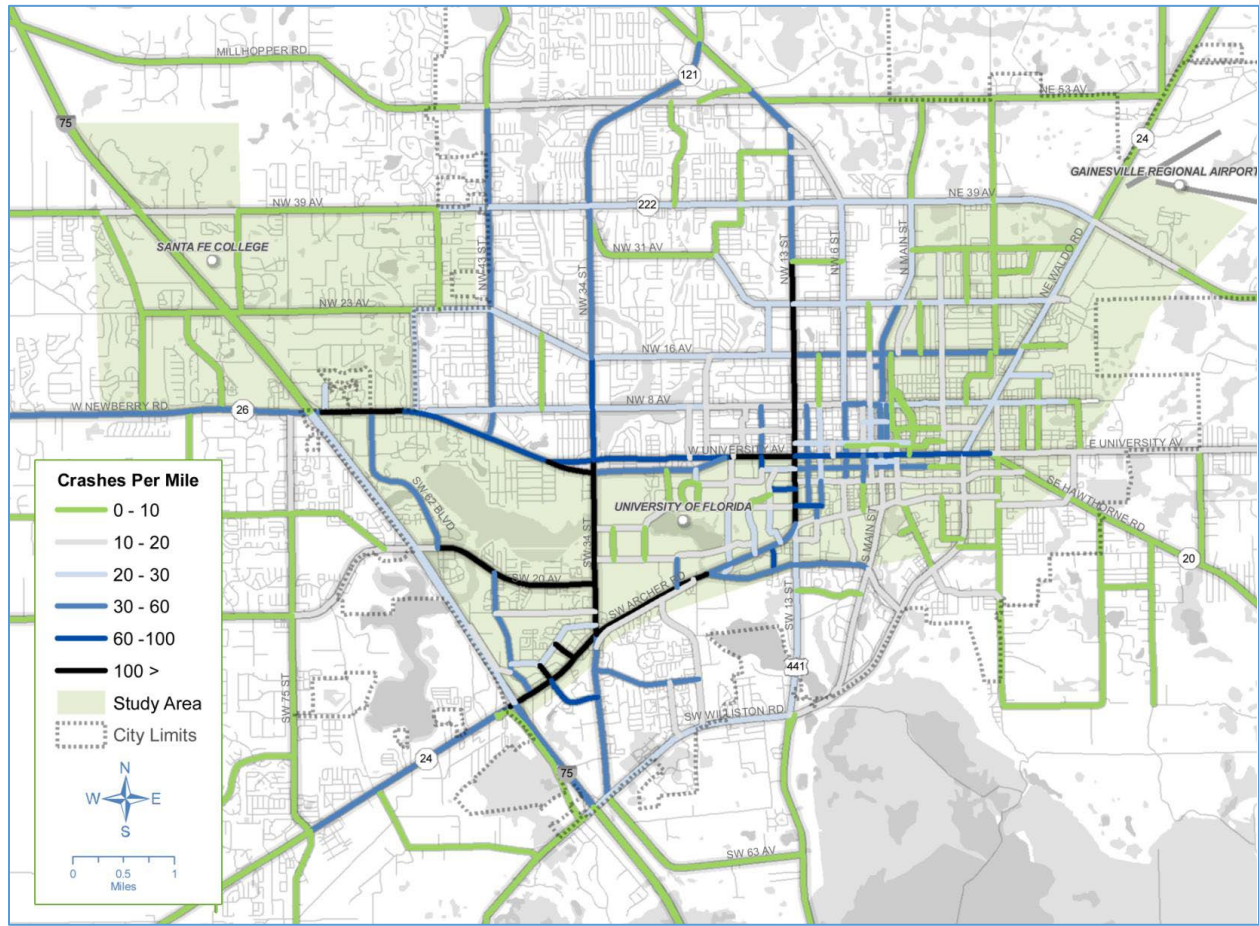 MILLHOPPER RD
121
NE 53 AV
75
24
GAINESVILLE REGIONAL AIRPORT
NW 39 AV
222
NE 39 AV
SANTA FE COLLEGE
NW 43 ST
NW 34 ST
NW 31 AV
NW 13 ST
NW 6 ST
N MAIN ST
NE WALDO RD
NW 23 AV
NW 16 AV
W NEWBERRY RD
26
NW 8 AV
W UNIVERSITY AV
E UNIVERSITY AV
SW 62 BLVD
UNIVERSITY OF FLORIDA
SE HAWTHORNE RD
20
SW 34 ST
S MAIN ST
SW 20 AV
SW ARCHER RD
SW 13 ST
441
SW 75 ST
SW WILLISTON RD
24
75
SW 63 AV
Crashes Per Mile
0 - 10
10 - 20
20 - 30
30 - 60
60 -100
100 >
Study Area
City Limits
N
W E
S
0 0.5 1
Miles